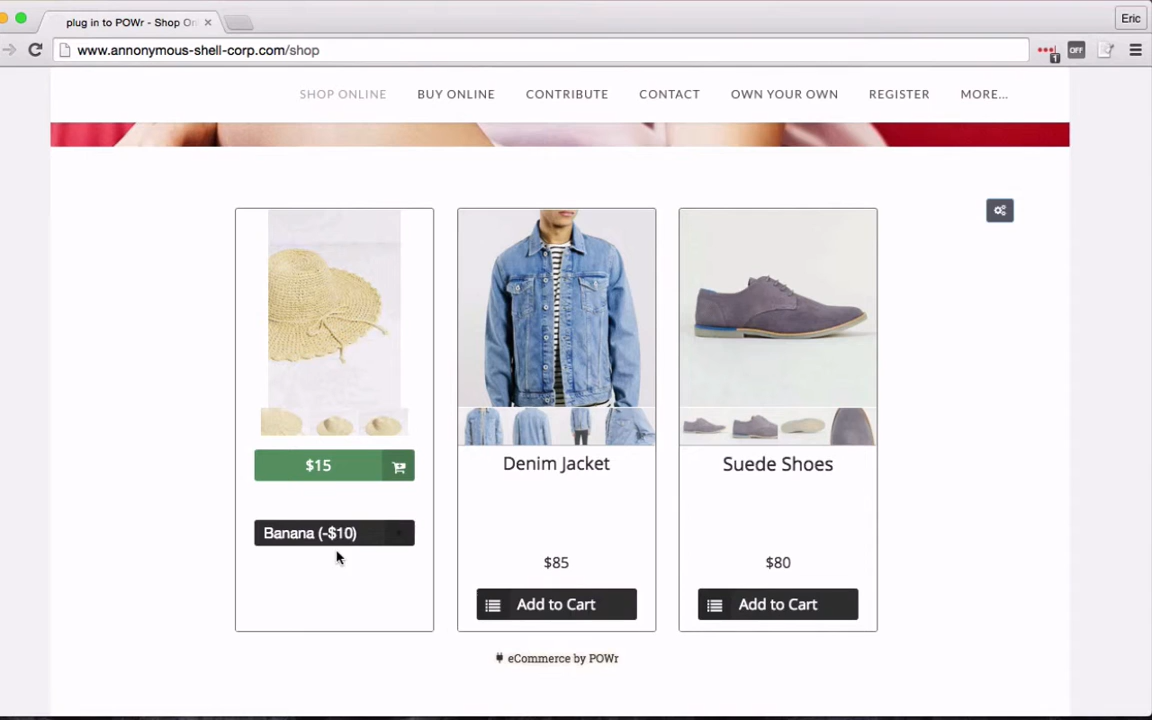 plug in to POWr - Shop On
Eric
www.annonymous-shell-corp.com/shop
1
OFF
SHOP ONLINE
BUY ONLINE
CONTRIBUTE
CONTACT
OWN YOUR OWN
REGISTER
MORE...
$15
Banana (-$10)
Denim Jacket
$85
Add to Cart
Suede Shoes
$80
Add to Cart
eCommerce by POWr